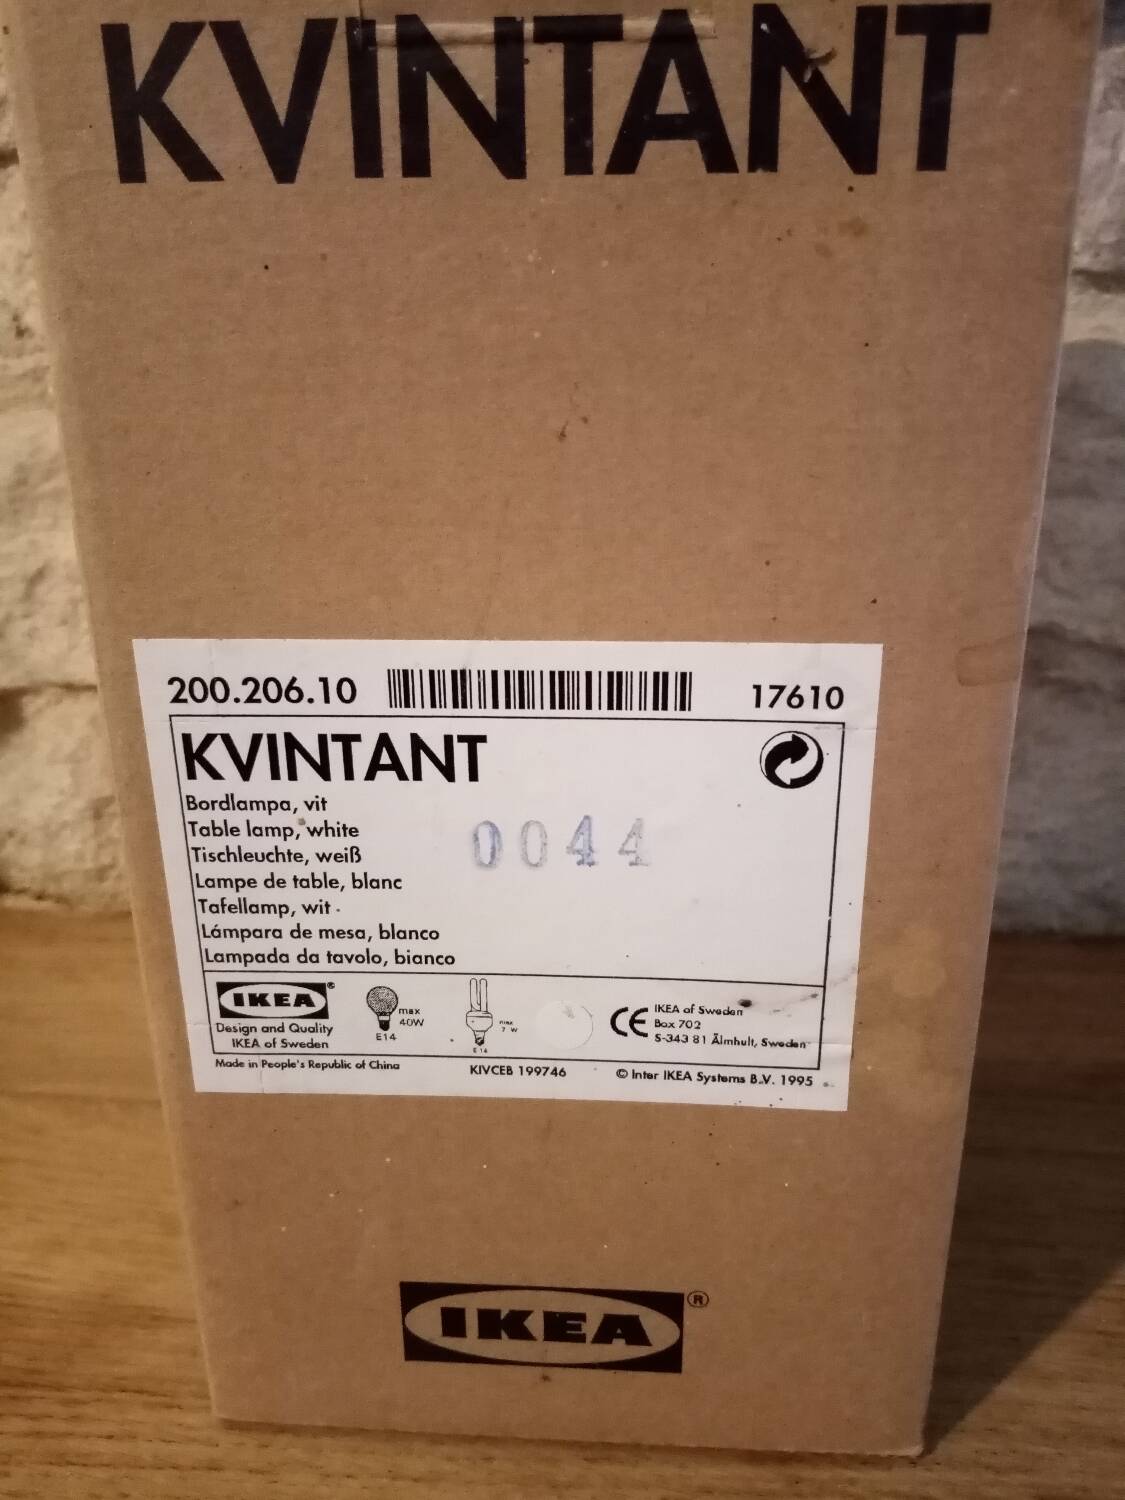 KVINTANT
200.206.10
17610
KVINTANT
Bordlampa, vit
Table lamp, white
Tischleuchte, weiß
Lampe de table, blanc
Tafellamp, wit
Lámpara de mesa, blanco
Lampada da tavolo, bianco
0044
IKEA®
Design and Quality
IKEA of Sweden
max
40W
E14
max
7 W
E14
CE
IKEA of Sweden
Box 702
S-343 81 Älmhult, Sweden
Made in People's Republic of China
KIVCEB 199746
© Inter IKEA Systems B.V. 1995
IKEA®